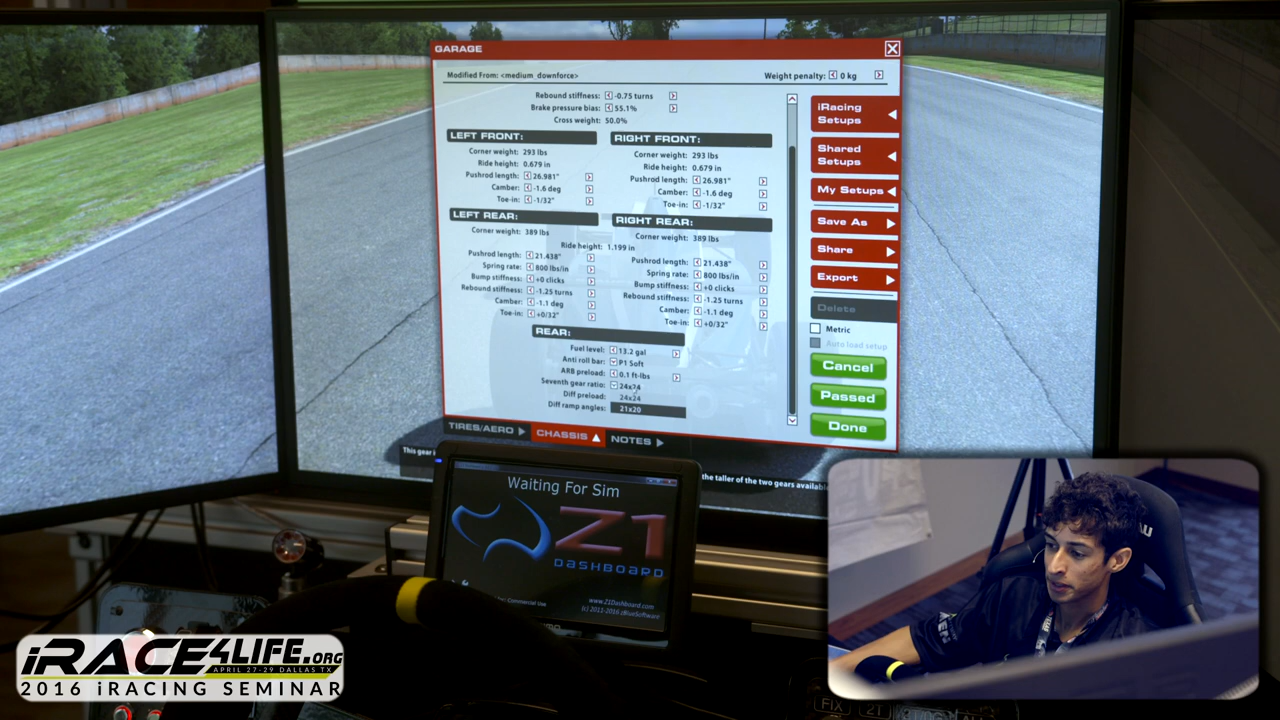 GARAGE
Modified From: <medium_downforce>
Weight penalty: 0 kg
Rebound stiffness: -0.75 turns
Brake pressure bias: 55.1%
Cross weight: 50.0%
LEFT FRONT:
Corner weight: 293 lbs
Ride height: 0.679 in
Pushrod length: 26.981"
Camber: -1.6 deg
Toe-in: -1/32"
RIGHT FRONT:
Corner weight: 293 lbs
Ride height: 0.679 in
Pushrod length: 26.981"
Camber: -1.6 deg
Toe-in: -1/32"
LEFT REAR:
Corner weight: 389 lbs
Ride height: 1.199 in
Pushrod length: 21.438"
Spring rate: 800 lbs/in
Bump stiffness: +0 clicks
Rebound stiffness: -1.25 turns
Camber: -1.1 deg
Toe-in: +0/32"
RIGHT REAR:
Corner weight: 389 lbs
Pushrod length: 21.438"
Spring rate: 800 lbs/in
Bump stiffness: +0 clicks
Rebound stiffness: -1.25 turns
Camber: -1.1 deg
Toe-in: +0/32"
REAR:
Fuel level: 13.2 gal
Anti roll bar: P1 Soft
ARB preload: 0.1 ft-lbs
Seventh gear ratio: 24x24
Diff preload: 24x24
Diff ramp angles: 21x20
iRacing Setups
Shared Setups
My Setups
Save As
Share
Export
Delete
Metric
Auto load setup
Cancel
Passed
Done
TIRES/AERO
CHASSIS
NOTES
This gear
the taller of the two gears available
Waiting For Sim
Z1
DASHBOARD
Commercial Use
www.Z1Dashboard.com
(c) 2011-2016 zBlueSoftware
iRACE4LIFE.ORG
APRIL 27-29 DALLAS TX
2016 iRACING SEMINAR
FIX
2T